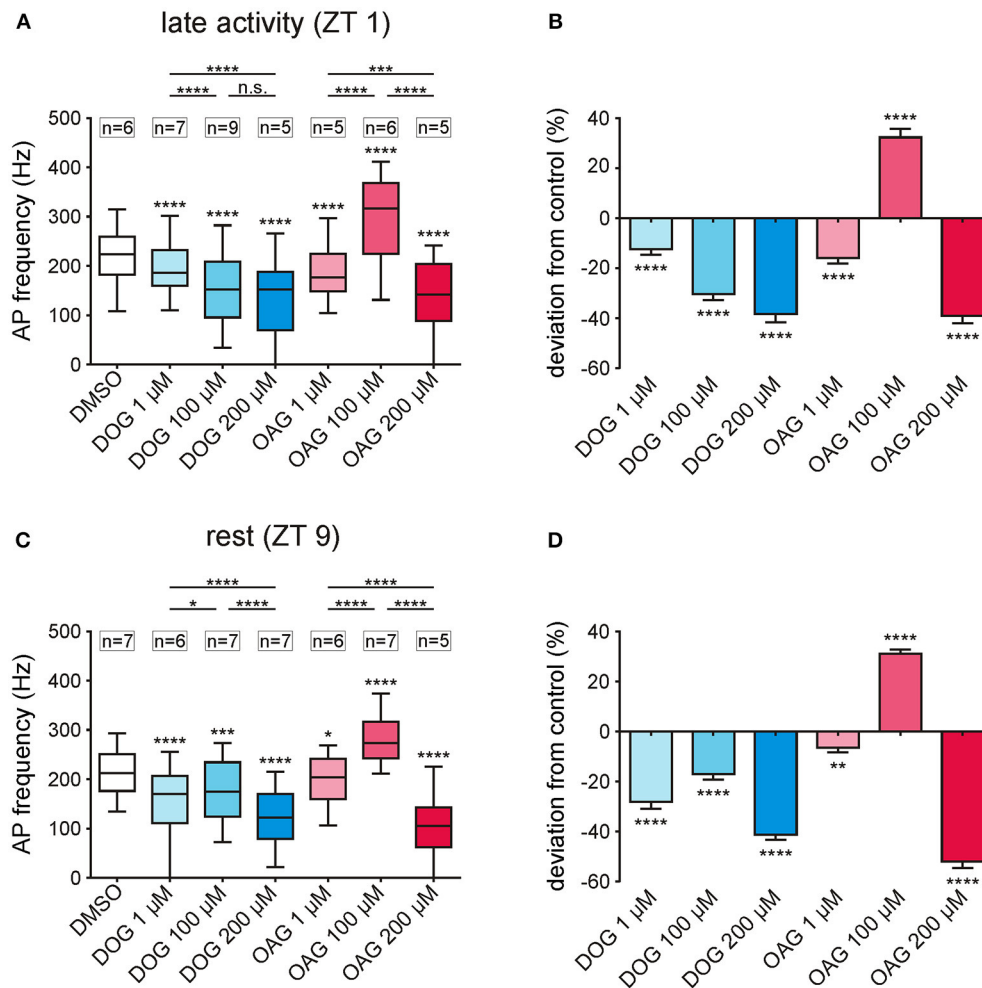 A
late activity (ZT 1)
**** ***
**** n.s. **** ****
n=6 n=7 n=9 n=5 n=5 n=6 n=5
AP frequency (Hz)
500
400
300
200
100
0
**** **** **** **** **** ****
DMSO
DOG 1 µM
DOG 100 µM
DOG 200 µM
OAG 1 µM
OAG 100 µM
OAG 200 µM
B
deviation from control (%)
40
20
0
-20
-40
-60
**** **** **** **** **** ****
DOG 1 µM
DOG 100 µM
DOG 200 µM
OAG 1 µM
OAG 100 µM
OAG 200 µM
C
rest (ZT 9)
**** ****
* **** **** ****
n=7 n=6 n=7 n=7 n=6 n=7 n=5
AP frequency (Hz)
500
400
300
200
100
0
**** *** **** * **** ****
DMSO
DOG 1 µM
DOG 100 µM
DOG 200 µM
OAG 1 µM
OAG 100 µM
OAG 200 µM
D
deviation from control (%)
40
20
0
-20
-40
-60
**** **** **** ** **** ****
DOG 1 µM
DOG 100 µM
DOG 200 µM
OAG 1 µM
OAG 100 µM
OAG 200 µM